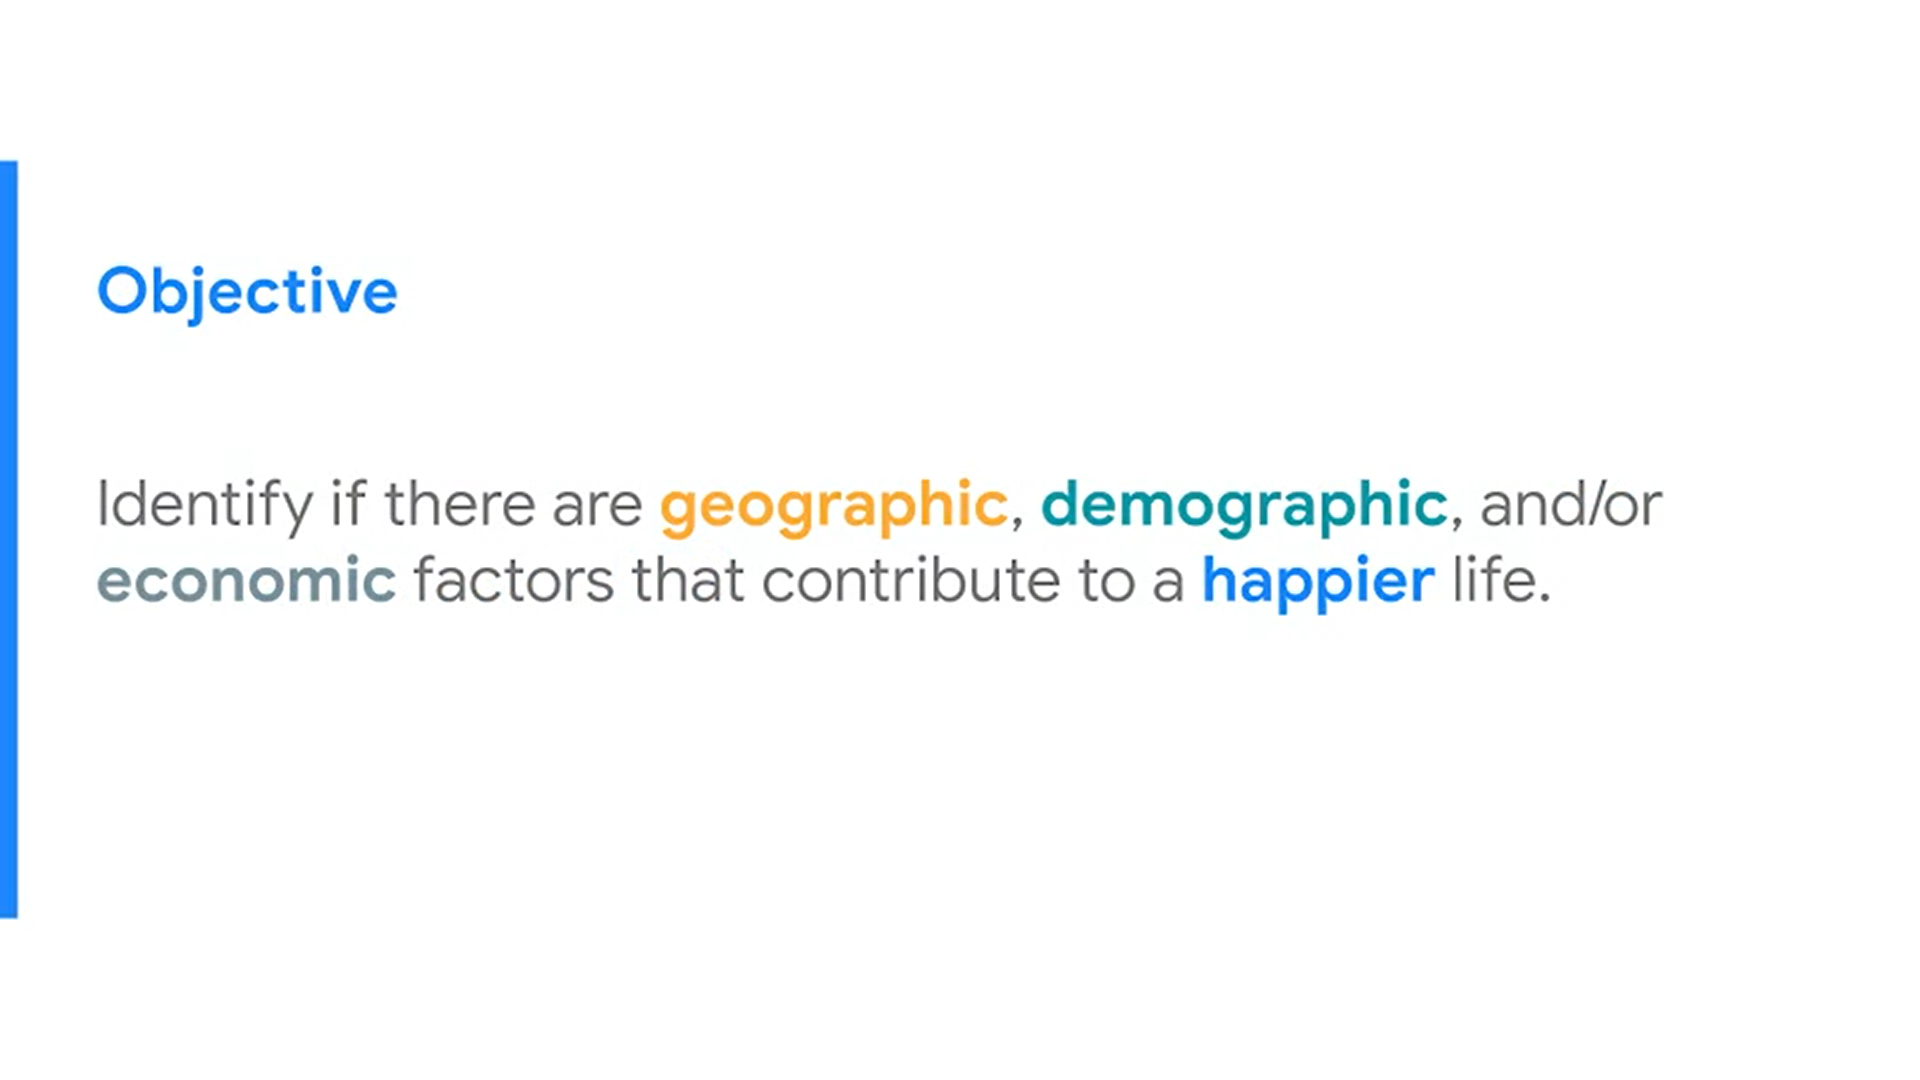 Objective
Identify if there are geographic, demographic, and/or
economic factors that contribute to a happier life.